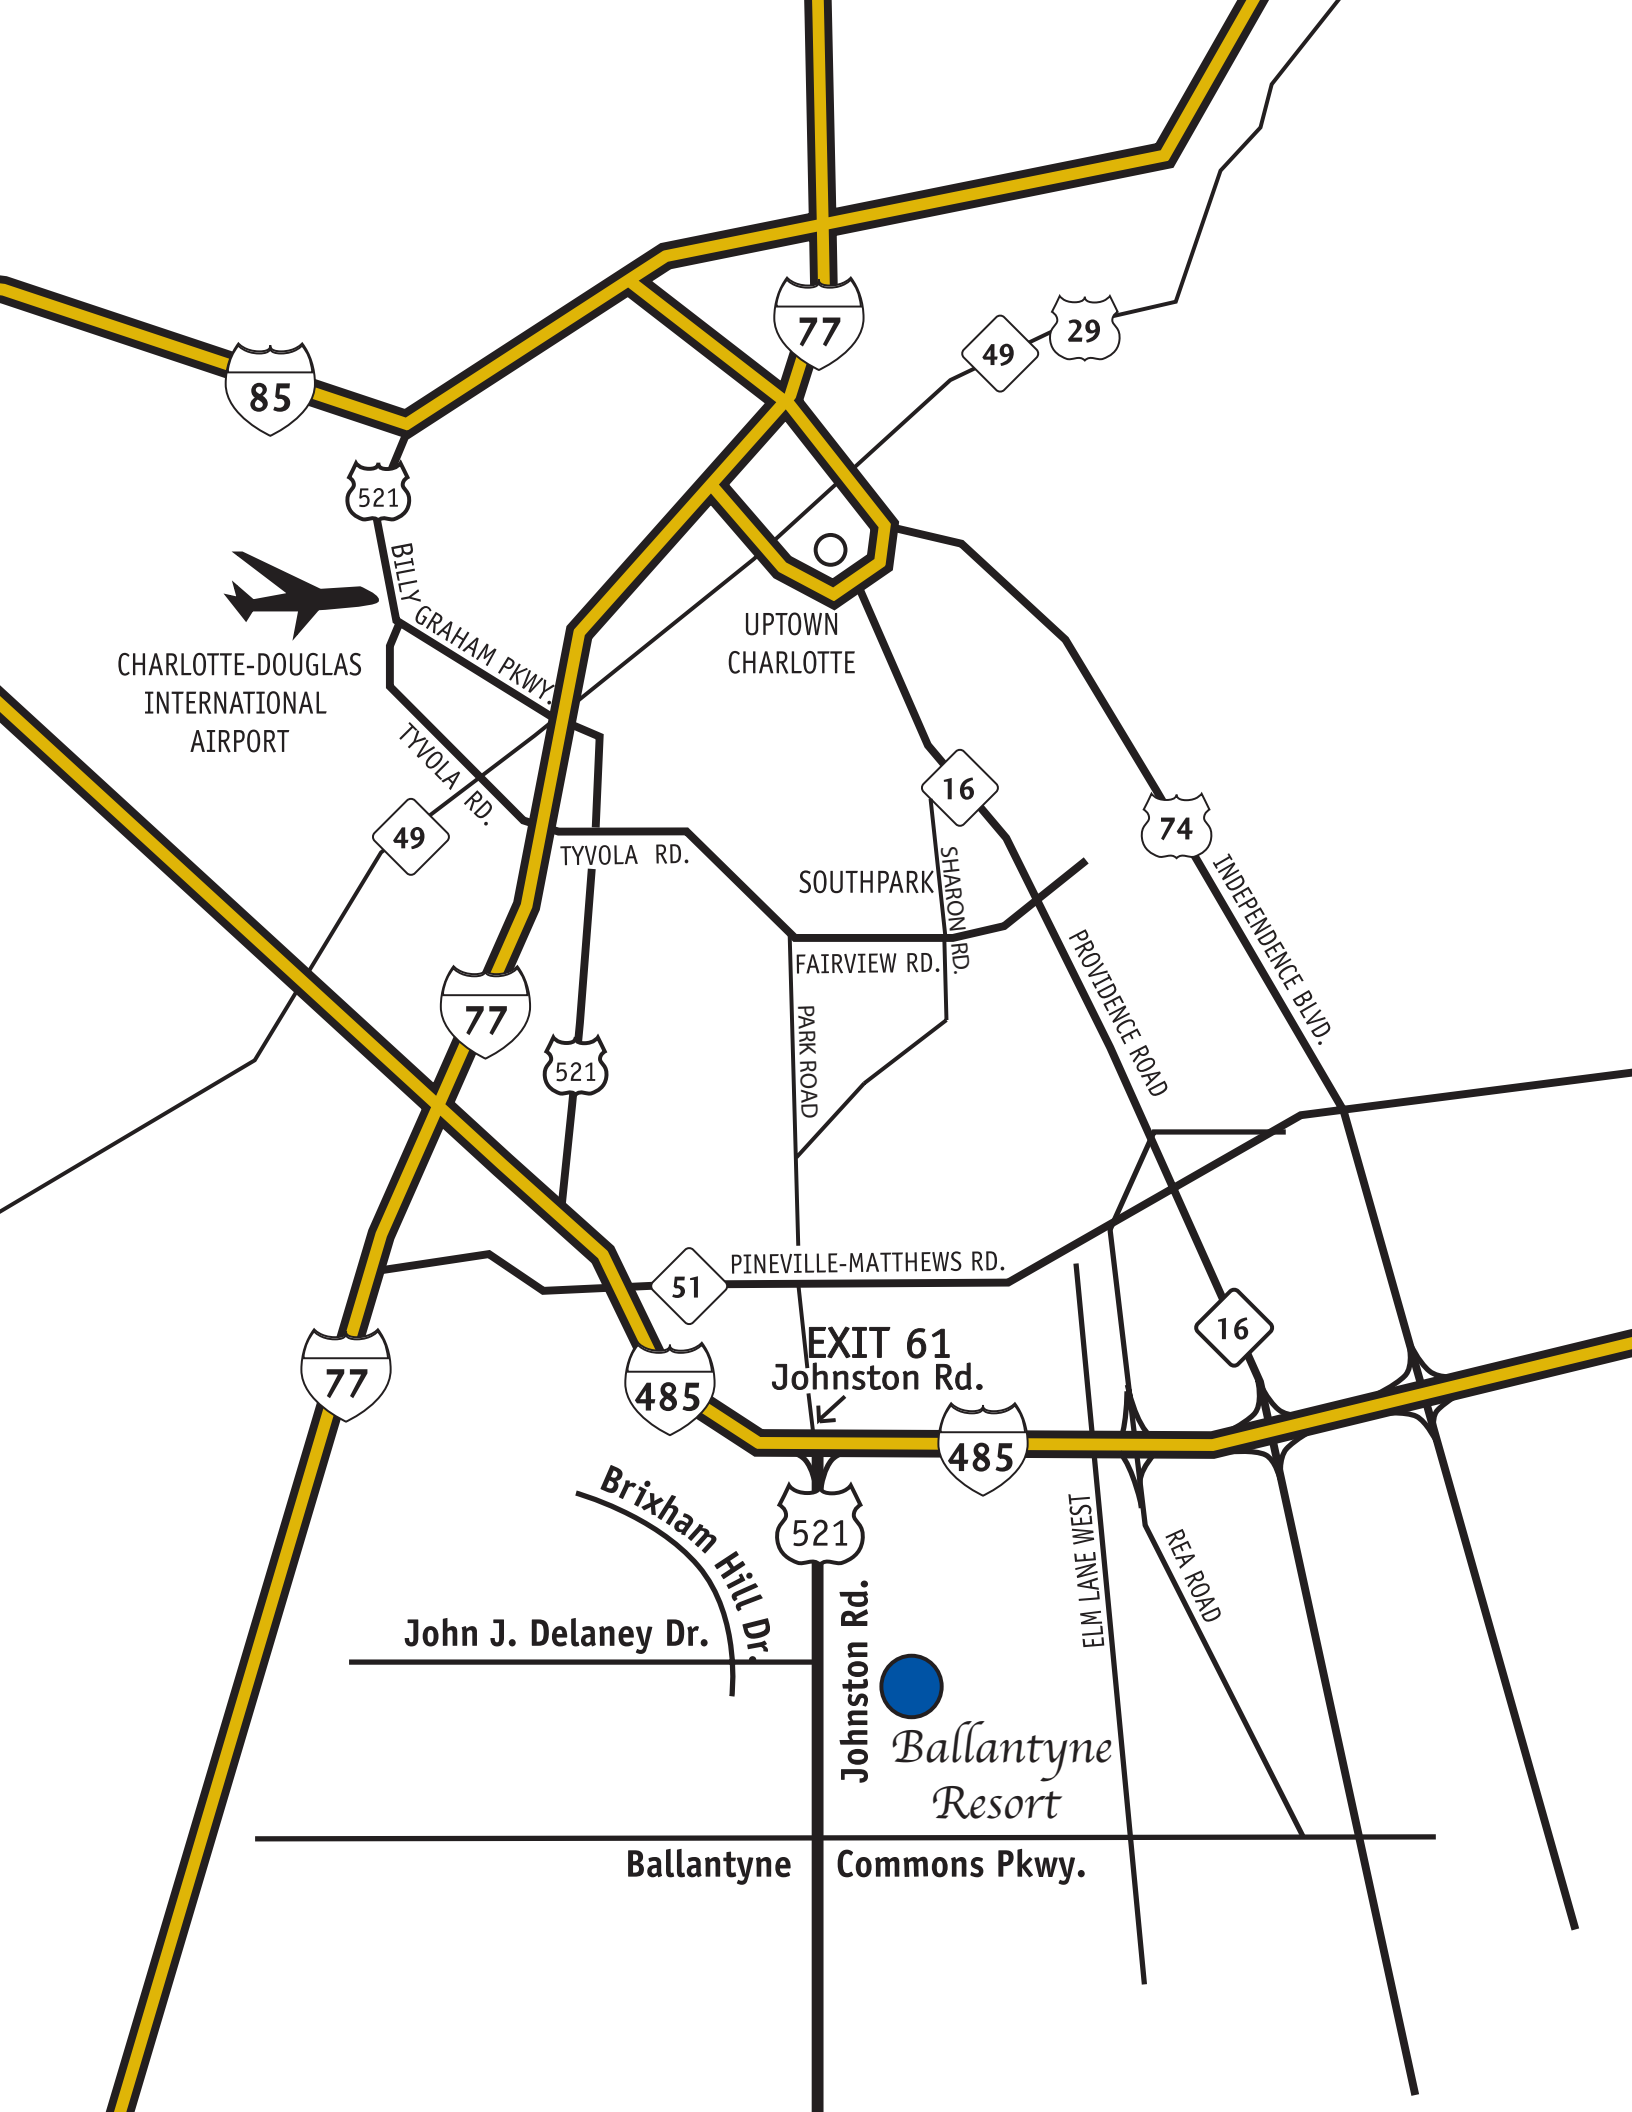 77
29
49
85
521
BILLY GRAHAM PKWY.
UPTOWN
CHARLOTTE
CHARLOTTE-DOUGLAS
INTERNATIONAL
AIRPORT
TYVOLA RD.
16
74
49
TYVOLA RD.
SOUTHPARK
SHARON RD.
INDEPENDENCE BLVD.
FAIRVIEW RD.
PROVIDENCE ROAD
77
PARK ROAD
521
PINEVILLE-MATTHEWS RD.
51
16
EXIT 61
Johnston Rd.
77
485
485
Brixham Hill Dr.
521
ELM LANE WEST
REA ROAD
John J. Delaney Dr.
Johnston Rd.
Ballantyne
Resort
Ballantyne Commons Pkwy.